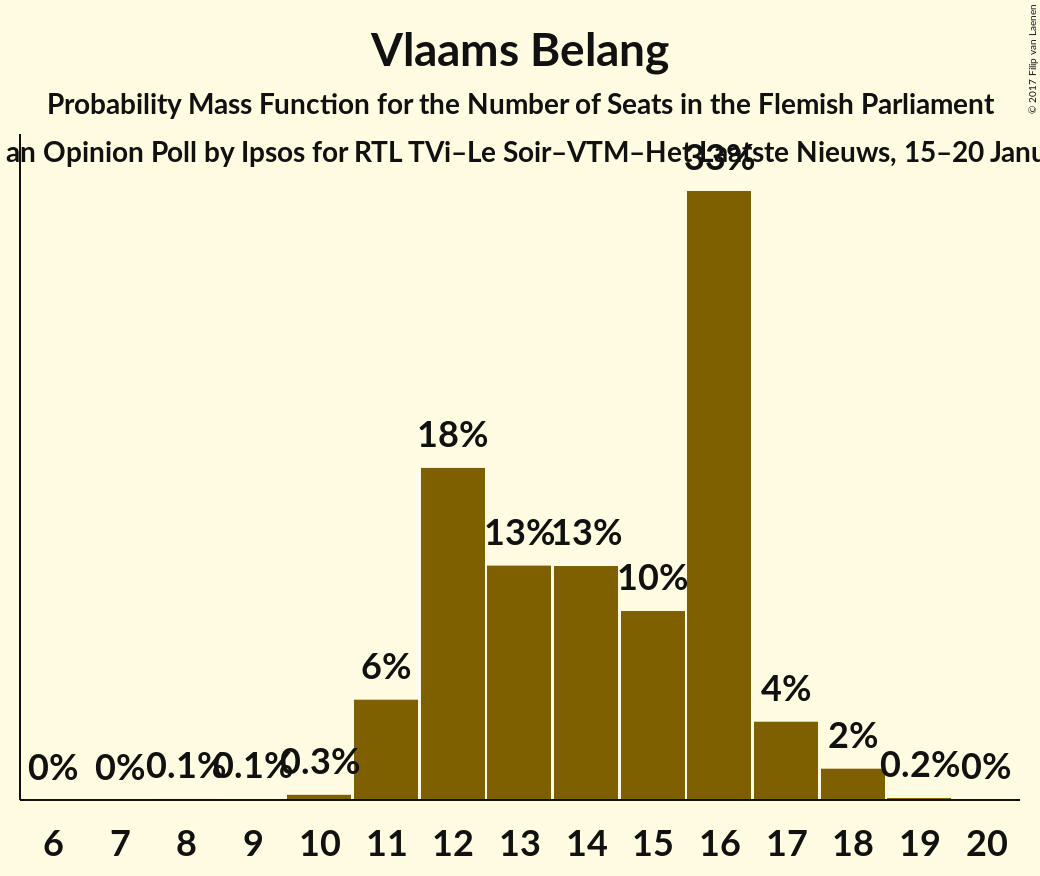 Vlaams Belang
Probability Mass Function for the Number of Seats in the Flemish Parliament
an Opinion Poll by Ipsos for RTL TVi–Le Soir–VTM–Het Laatste Nieuws, 15–20 Janu
© 2017 Filip van Laenen
33%
18%
13% 13%
10%
6%
4%
2%
0% 0% 0.1% 0.1% 0.3% 0.2% 0%
6 7 8 9 10 11 12 13 14 15 16 17 18 19 20